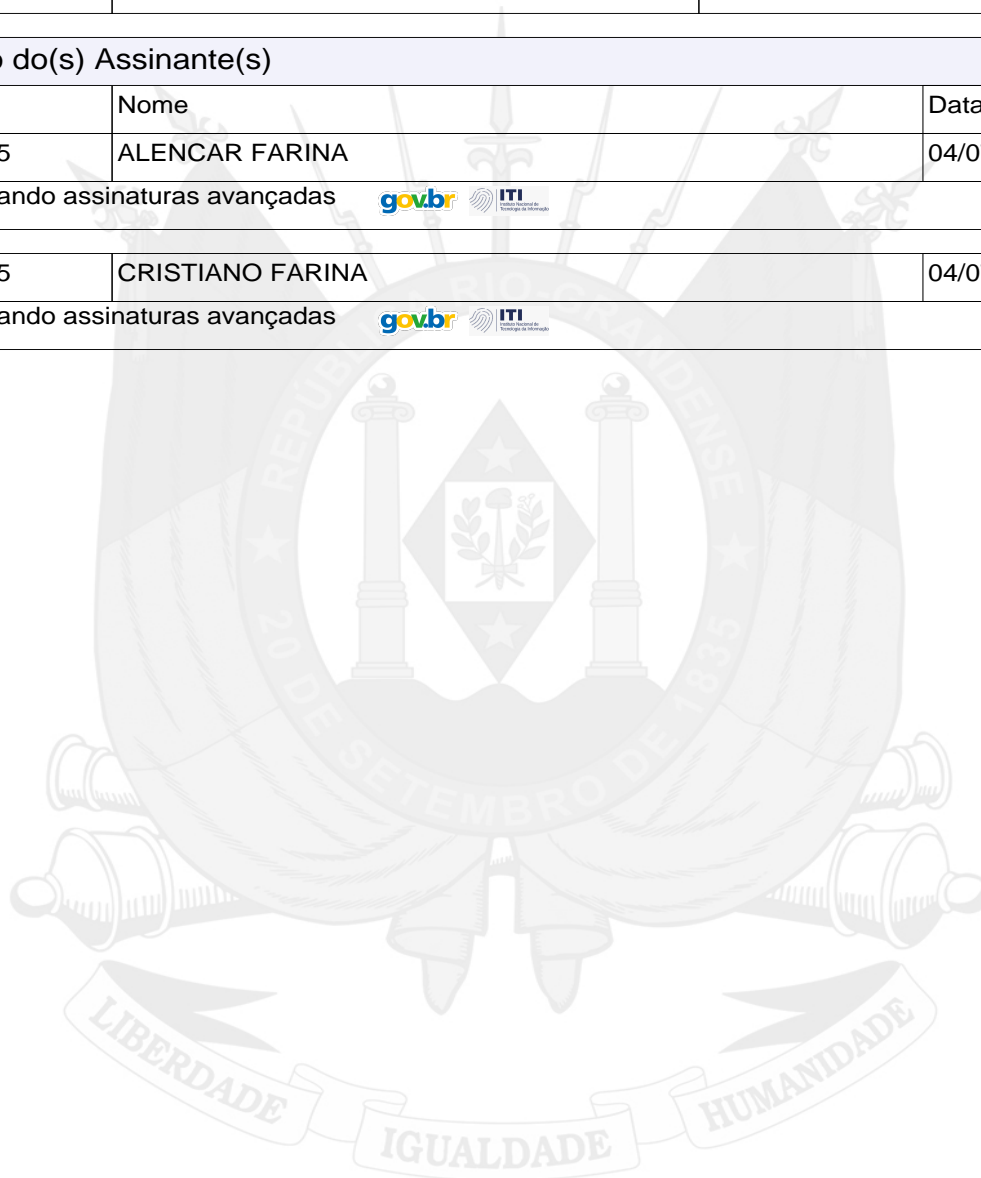 o do(s) Assinante(s)
Nome Data
5 ALENCAR FARINA 04/0
ando assinaturas avançadas gov.br ITI
5 CRISTIANO FARINA 04/0
ando assinaturas avançadas gov.br ITI
REPÚBLICA RIO-GRANDENSE
20 DE SETEMBRO DE 1835
LIBERDADE IGUALDADE HUMANIDADE